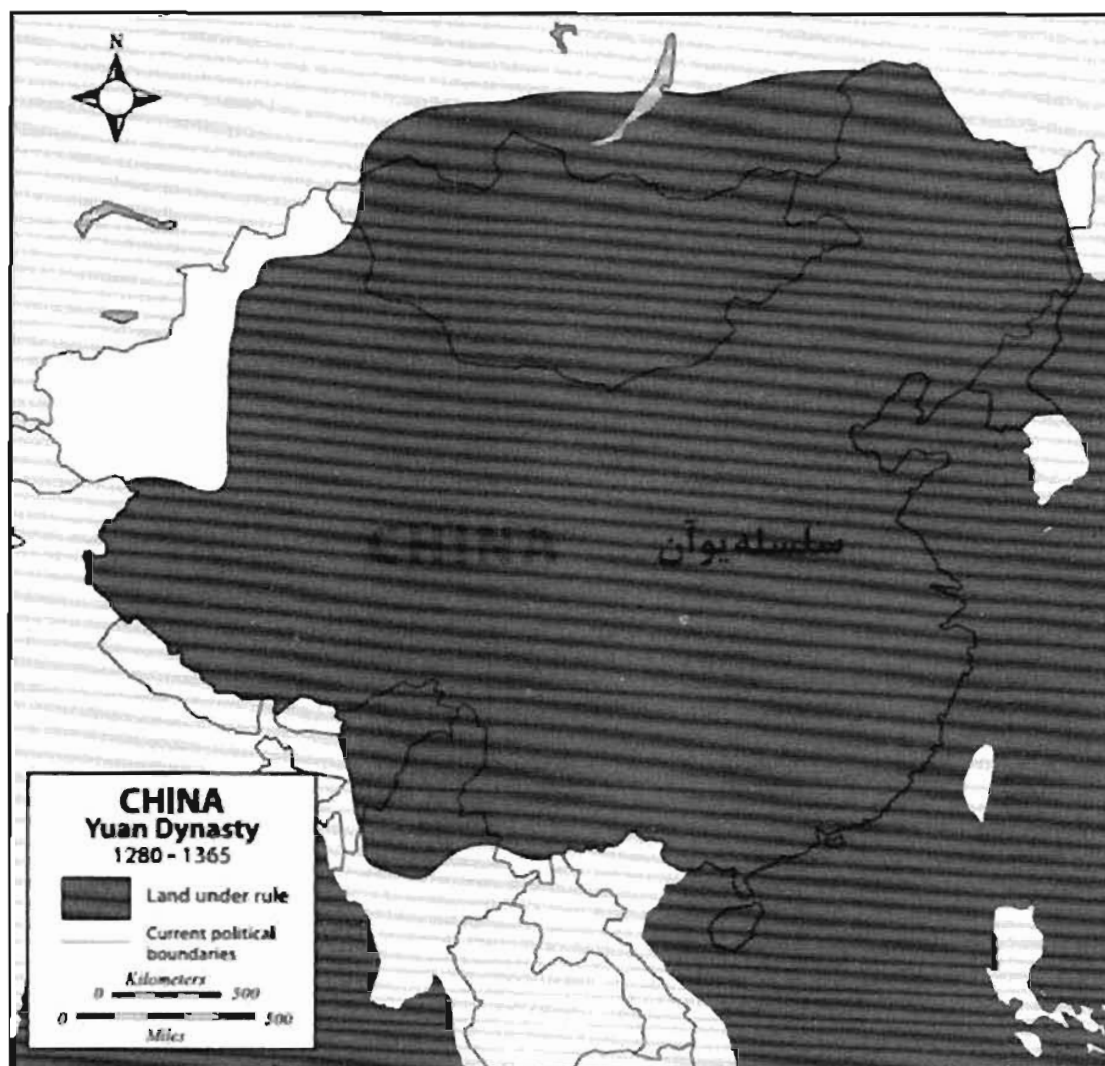 N
CHINA
سلسله یوآن
CHINA
Yuan Dynasty
1280 - 1365
Land under rule
Current political
boundaries
Kilometers
0 500
0 500
Miles